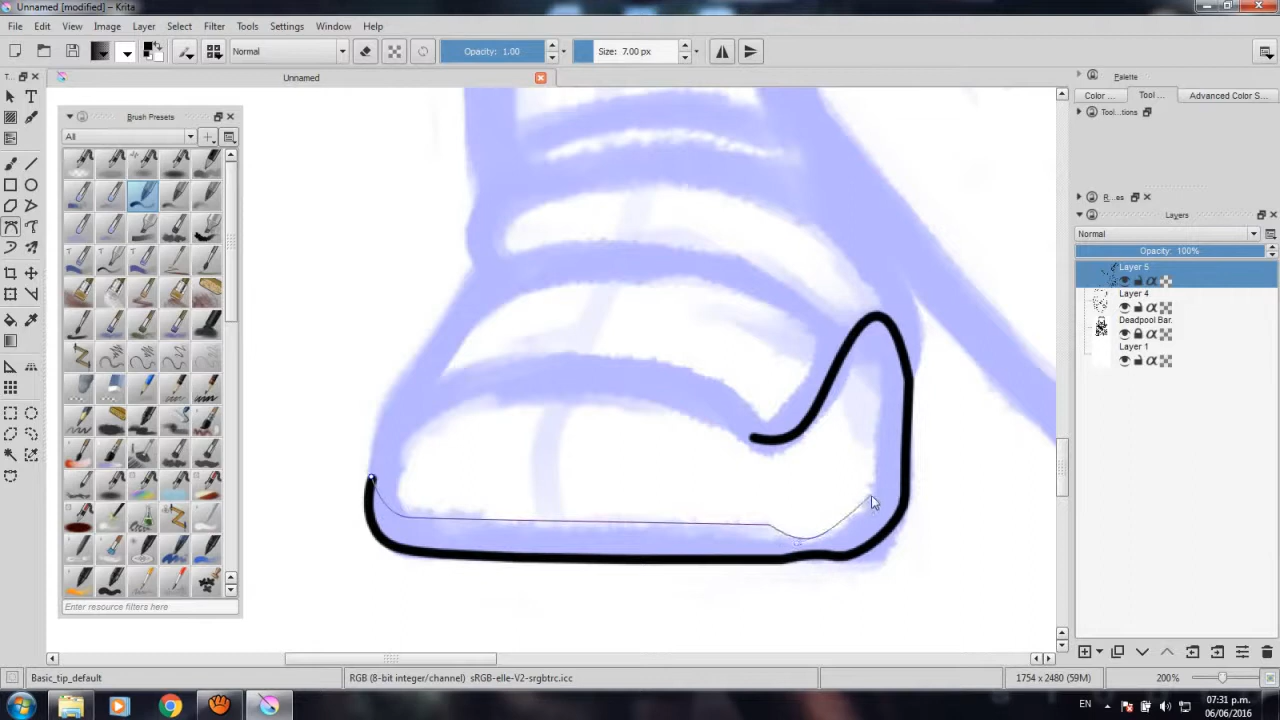 Unnamed [modified] – Krita
File Edit View Image Layer Select Filter Tools Settings Window Help
Normal Opacity: 1.00 Size: 7.00 px
T... Unnamed Palette
Color ... Tool ... Advanced Color S...
Tool...tions
Brush Presets
All
R...es
Layers
Normal
Opacity: 100%
Layer 5
Layer 4
Deadpool Bar.
Layer 1
Enter resource filters here
Basic_tip_default RGB (8-bit integer/channel) sRGB-elle-V2-srgbtrc.icc 1754 x 2480 (59M) 200%
EN 07:31 p.m.
06/06/2016